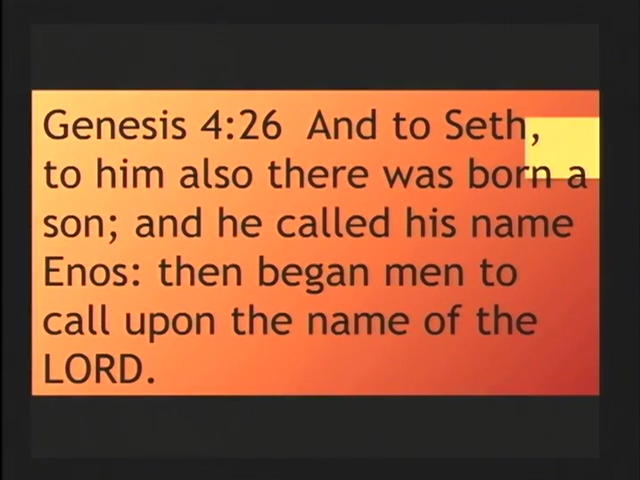 Genesis 4:26  And to Seth,
to him also there was born a
son; and he called his name
Enos: then began men to
call upon the name of the
LORD.